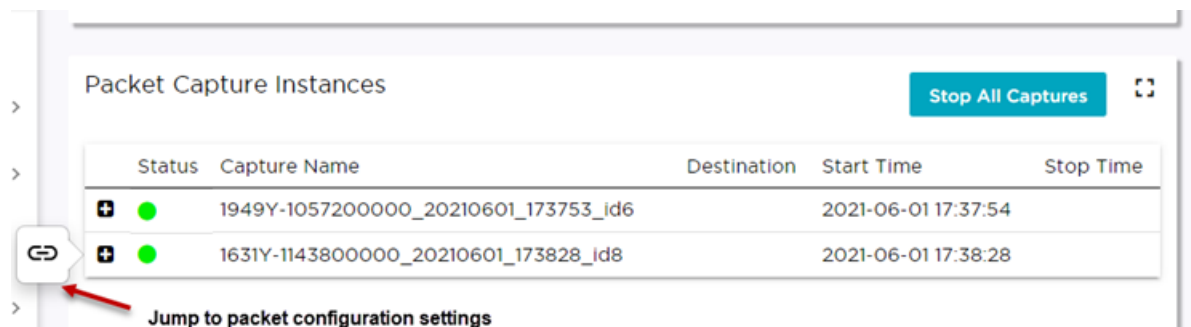 Packet Capture Instances
Stop All Captures
Status Capture Name Destination Start Time Stop Time
1949Y-1057200000_20210601_173753_id6 2021-06-01 17:37:54
1631Y-1143800000_20210601_173828_id8 2021-06-01 17:38:28
Jump to packet configuration settings